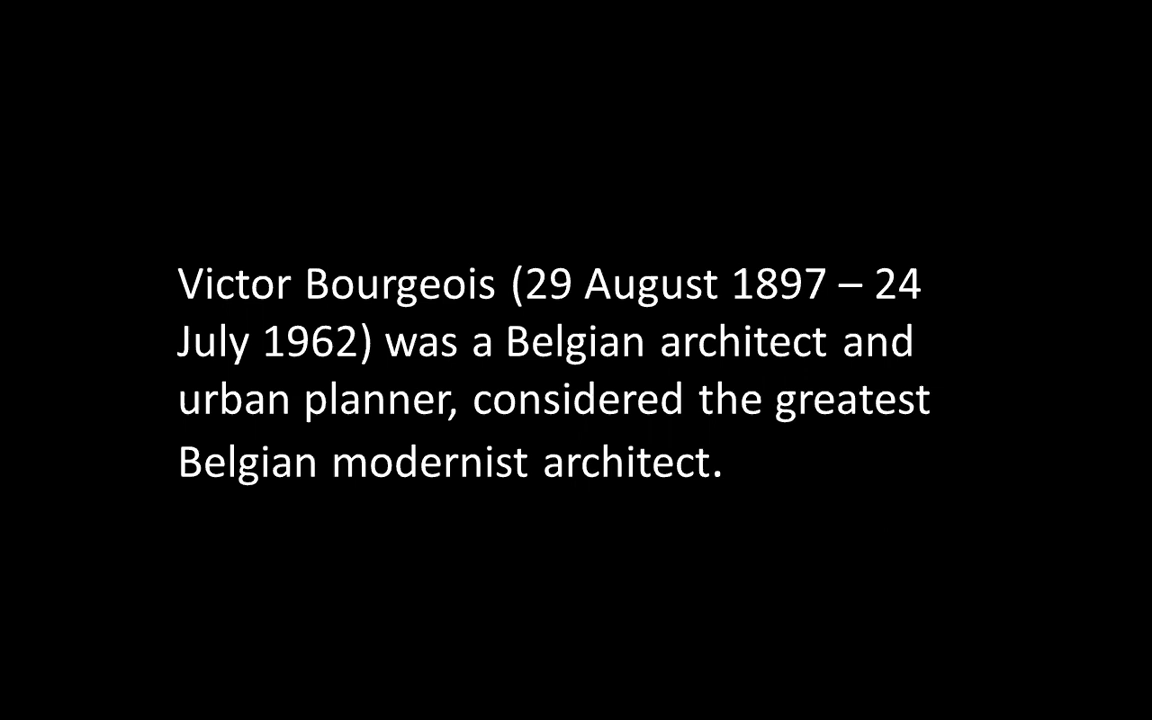 Victor Bourgeois (29 August 1897 – 24
July 1962) was a Belgian architect and
urban planner, considered the greatest
Belgian modernist architect.